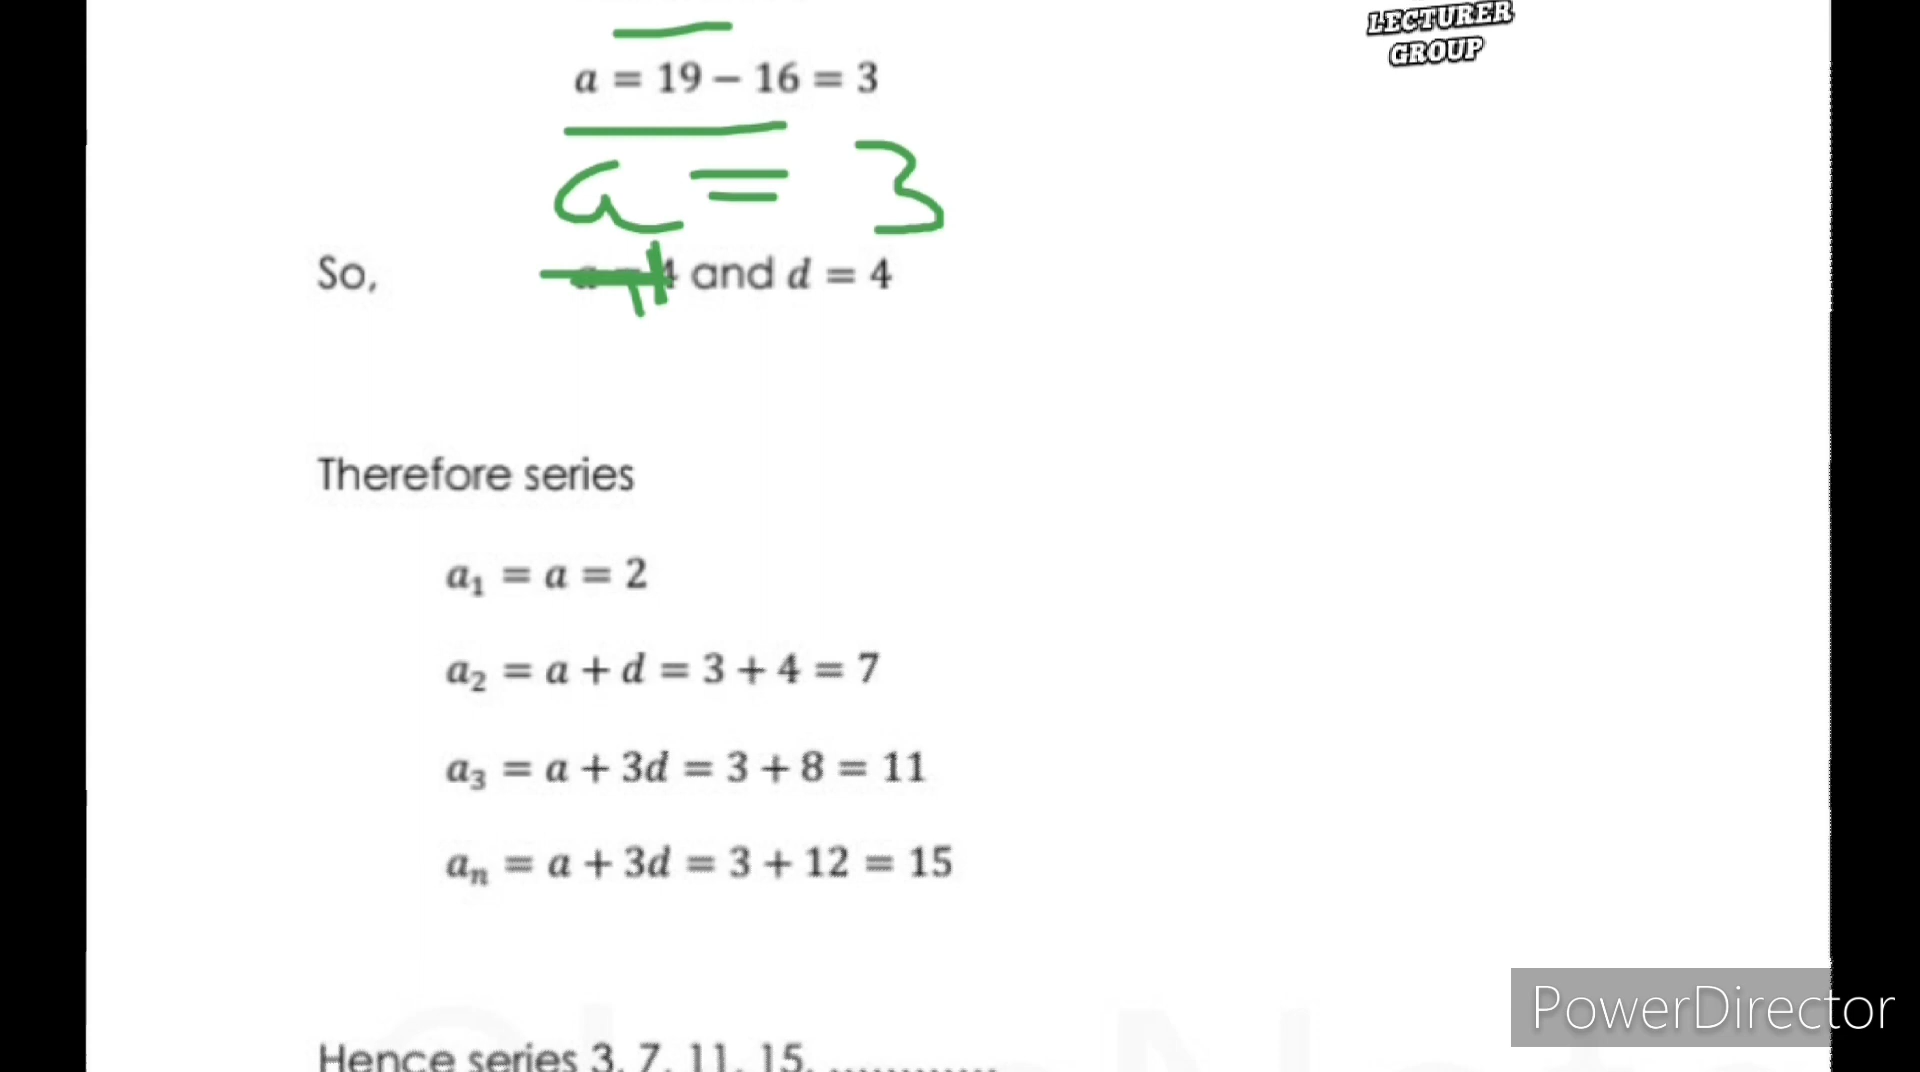 LECTURER
GROUP
a = 19 − 16 = 3
a = 3
So, a = 4 and d = 4
Therefore series
a₁ = a = 2
a₂ = a + d = 3 + 4 = 7
a₃ = a + 3d = 3 + 8 = 11
aₙ = a + 3d = 3 + 12 = 15
Hence series 3, 7, 11, 15, ............
PowerDirector